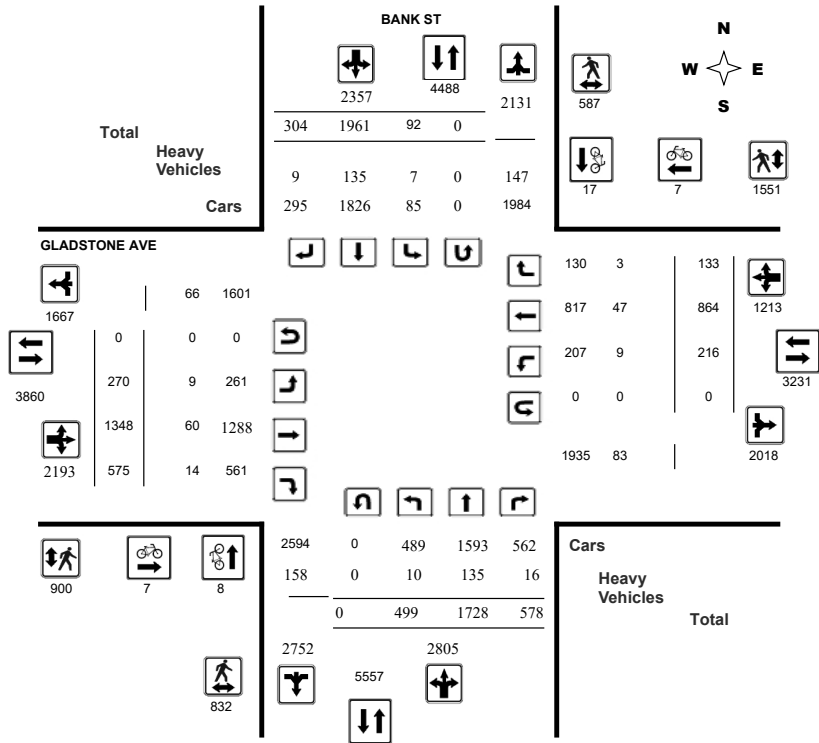 BANK ST
N
W E
S
2357 4488 2131 587
Total 304 1961 92 0
Heavy
Vehicles
9 135 7 0 147
17 7 1551
Cars 295 1826 85 0 1984
GLADSTONE AVE
130 3 133
1667 66 1601
817 47 864 1213
0 0 0
207 9 216
3860 270 9 261
3231
0 0 0
1348 60 1288
2193 575 14 561
1935 83 2018
2594 0 489 1593 562 Cars
158 0 10 135 16 Heavy
Vehicles
900 7 8
0 499 1728 578 Total
2752 2805
5557
832